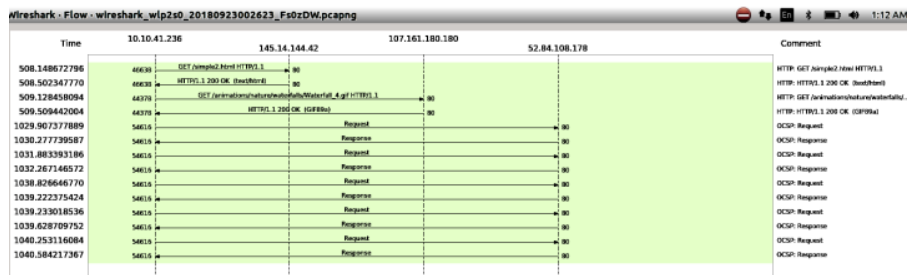 Wireshark · Flow · wireshark_wlp2s0_20180923002623_Fs0zDW.pcapng En 1:12 AM
Time 10.10.41.236 145.14.144.42 107.161.180.180 52.84.108.178 Comment
508.148672796 46638 GET /simple2.html HTTP/1.1 80 HTTP: GET /simple2.html HTTP/1.1
508.502347770 46638 HTTP/1.1 200 OK (text/html) 80 HTTP: HTTP/1.1 200 OK (text/html)
509.128458094 44378 GET /animations/nature/waterfalls/Waterfall_4.gif HTTP/1.1 80 HTTP: GET /animations/nature/waterfalls/...
509.509442004 44378 HTTP/1.1 200 OK (GIF89a) 80 HTTP: HTTP/1.1 200 OK (GIF89a)
1029.907377889 54616 Request 80 OCSP: Request
1030.277739587 54616 Response 80 OCSP: Response
1031.883393186 54616 Request 80 OCSP: Request
1032.267146572 54616 Response 80 OCSP: Response
1038.826646770 54616 Request 80 OCSP: Request
1039.222375424 54616 Response 80 OCSP: Response
1039.233018536 54616 Request 80 OCSP: Request
1039.628709752 54616 Response 80 OCSP: Response
1040.253116084 54616 Request 80 OCSP: Request
1040.584217367 54616 Response 80 OCSP: Response